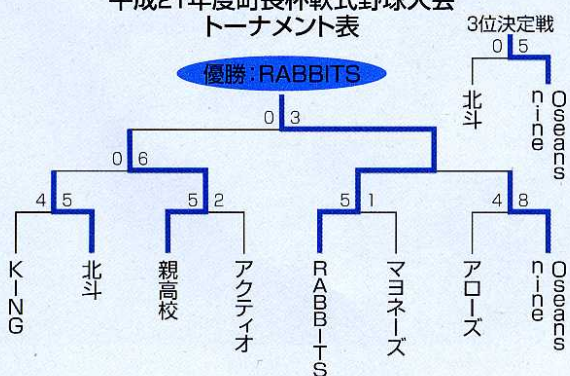 平成21年度町長杯軟式野球大会
トーナメント表
3位決定戦
0 5
北斗
Oseans
nine
優勝:RABBITS
0 3
0 6
4 5
5 2
5 1
4 8
KING
北斗
親高校
アクティオ
RABBITS
マヨネーズ
アローズ
Oseans
nine